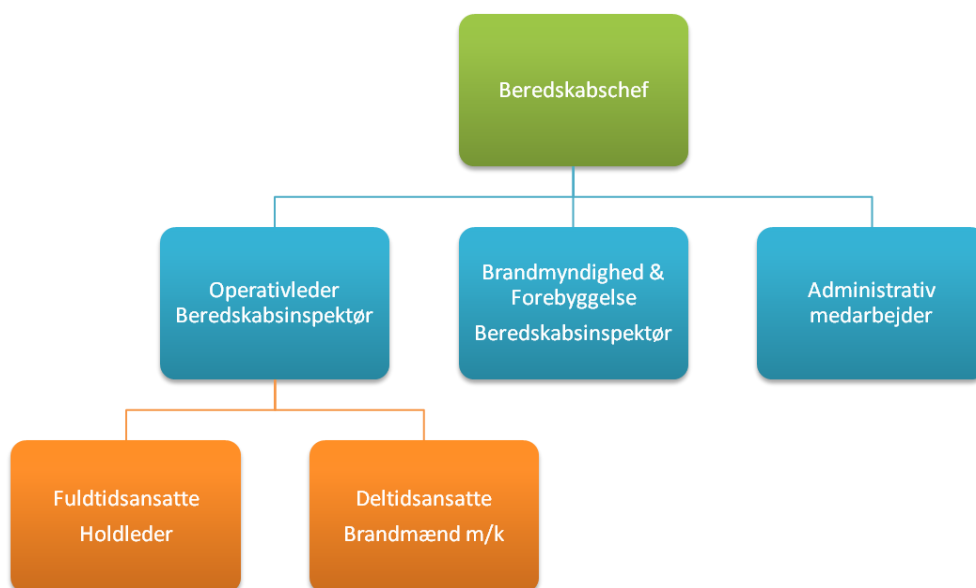 Beredskabschef
Operativleder
Beredskabsinspektør
Brandmyndighed &
Forebyggelse
Beredskabsinspektør
Administrativ
medarbejder
Fuldtidsansatte
Holdleder
Deltidsansatte
Brandmænd m/k